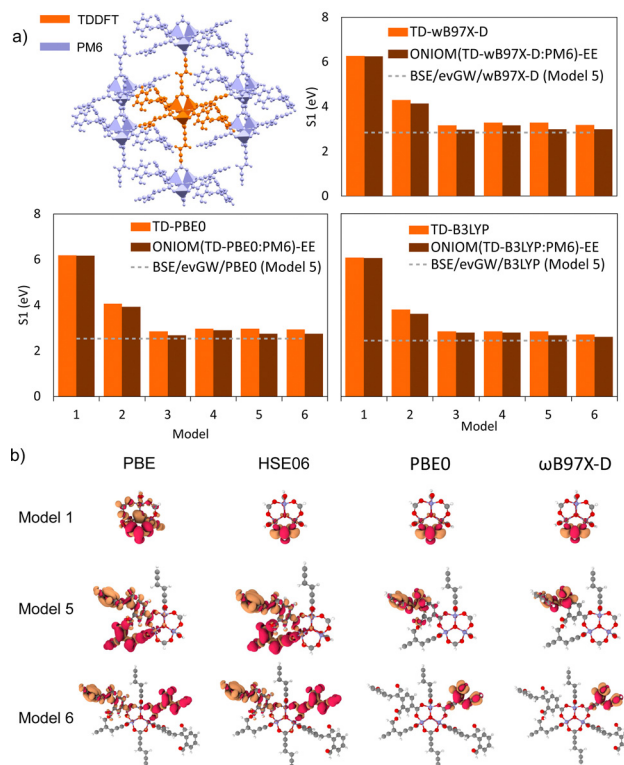 a)
TDDFT
PM6
S1 (eV)
8
6
4
2
0
TD-wB97X-D
ONIOM(TD-wB97X-D:PM6)-EE
BSE/evGW/wB97X-D (Model 5)
S1 (eV)
8
6
4
2
0
TD-PBE0
ONIOM(TD-PBE0:PM6)-EE
BSE/evGW/PBE0 (Model 5)
1 2 3 4 5 6
Model
S1 (eV)
8
6
4
2
0
TD-B3LYP
ONIOM(TD-B3LYP:PM6)-EE
BSE/evGW/B3LYP (Model 5)
1 2 3 4 5 6
Model
b)
PBE HSE06 PBE0 ωB97X-D
Model 1
Model 5
Model 6